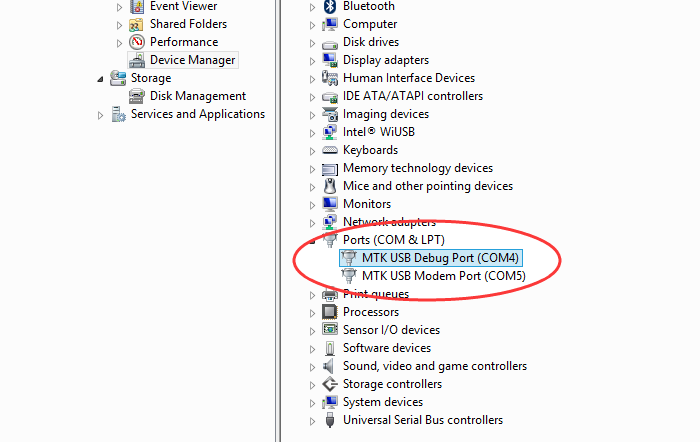 Event Viewer
Shared Folders
Performance
Device Manager
Storage
Disk Management
Services and Applications
Bluetooth
Computer
Disk drives
Display adapters
Human Interface Devices
IDE ATA/ATAPI controllers
Imaging devices
Intel® WiUSB
Keyboards
Memory technology devices
Mice and other pointing devices
Monitors
Network adapters
Ports (COM & LPT)
MTK USB Debug Port (COM4)
MTK USB Modem Port (COM5)
Print queues
Processors
Sensor I/O devices
Software devices
Sound, video and game controllers
Storage controllers
System devices
Universal Serial Bus controllers